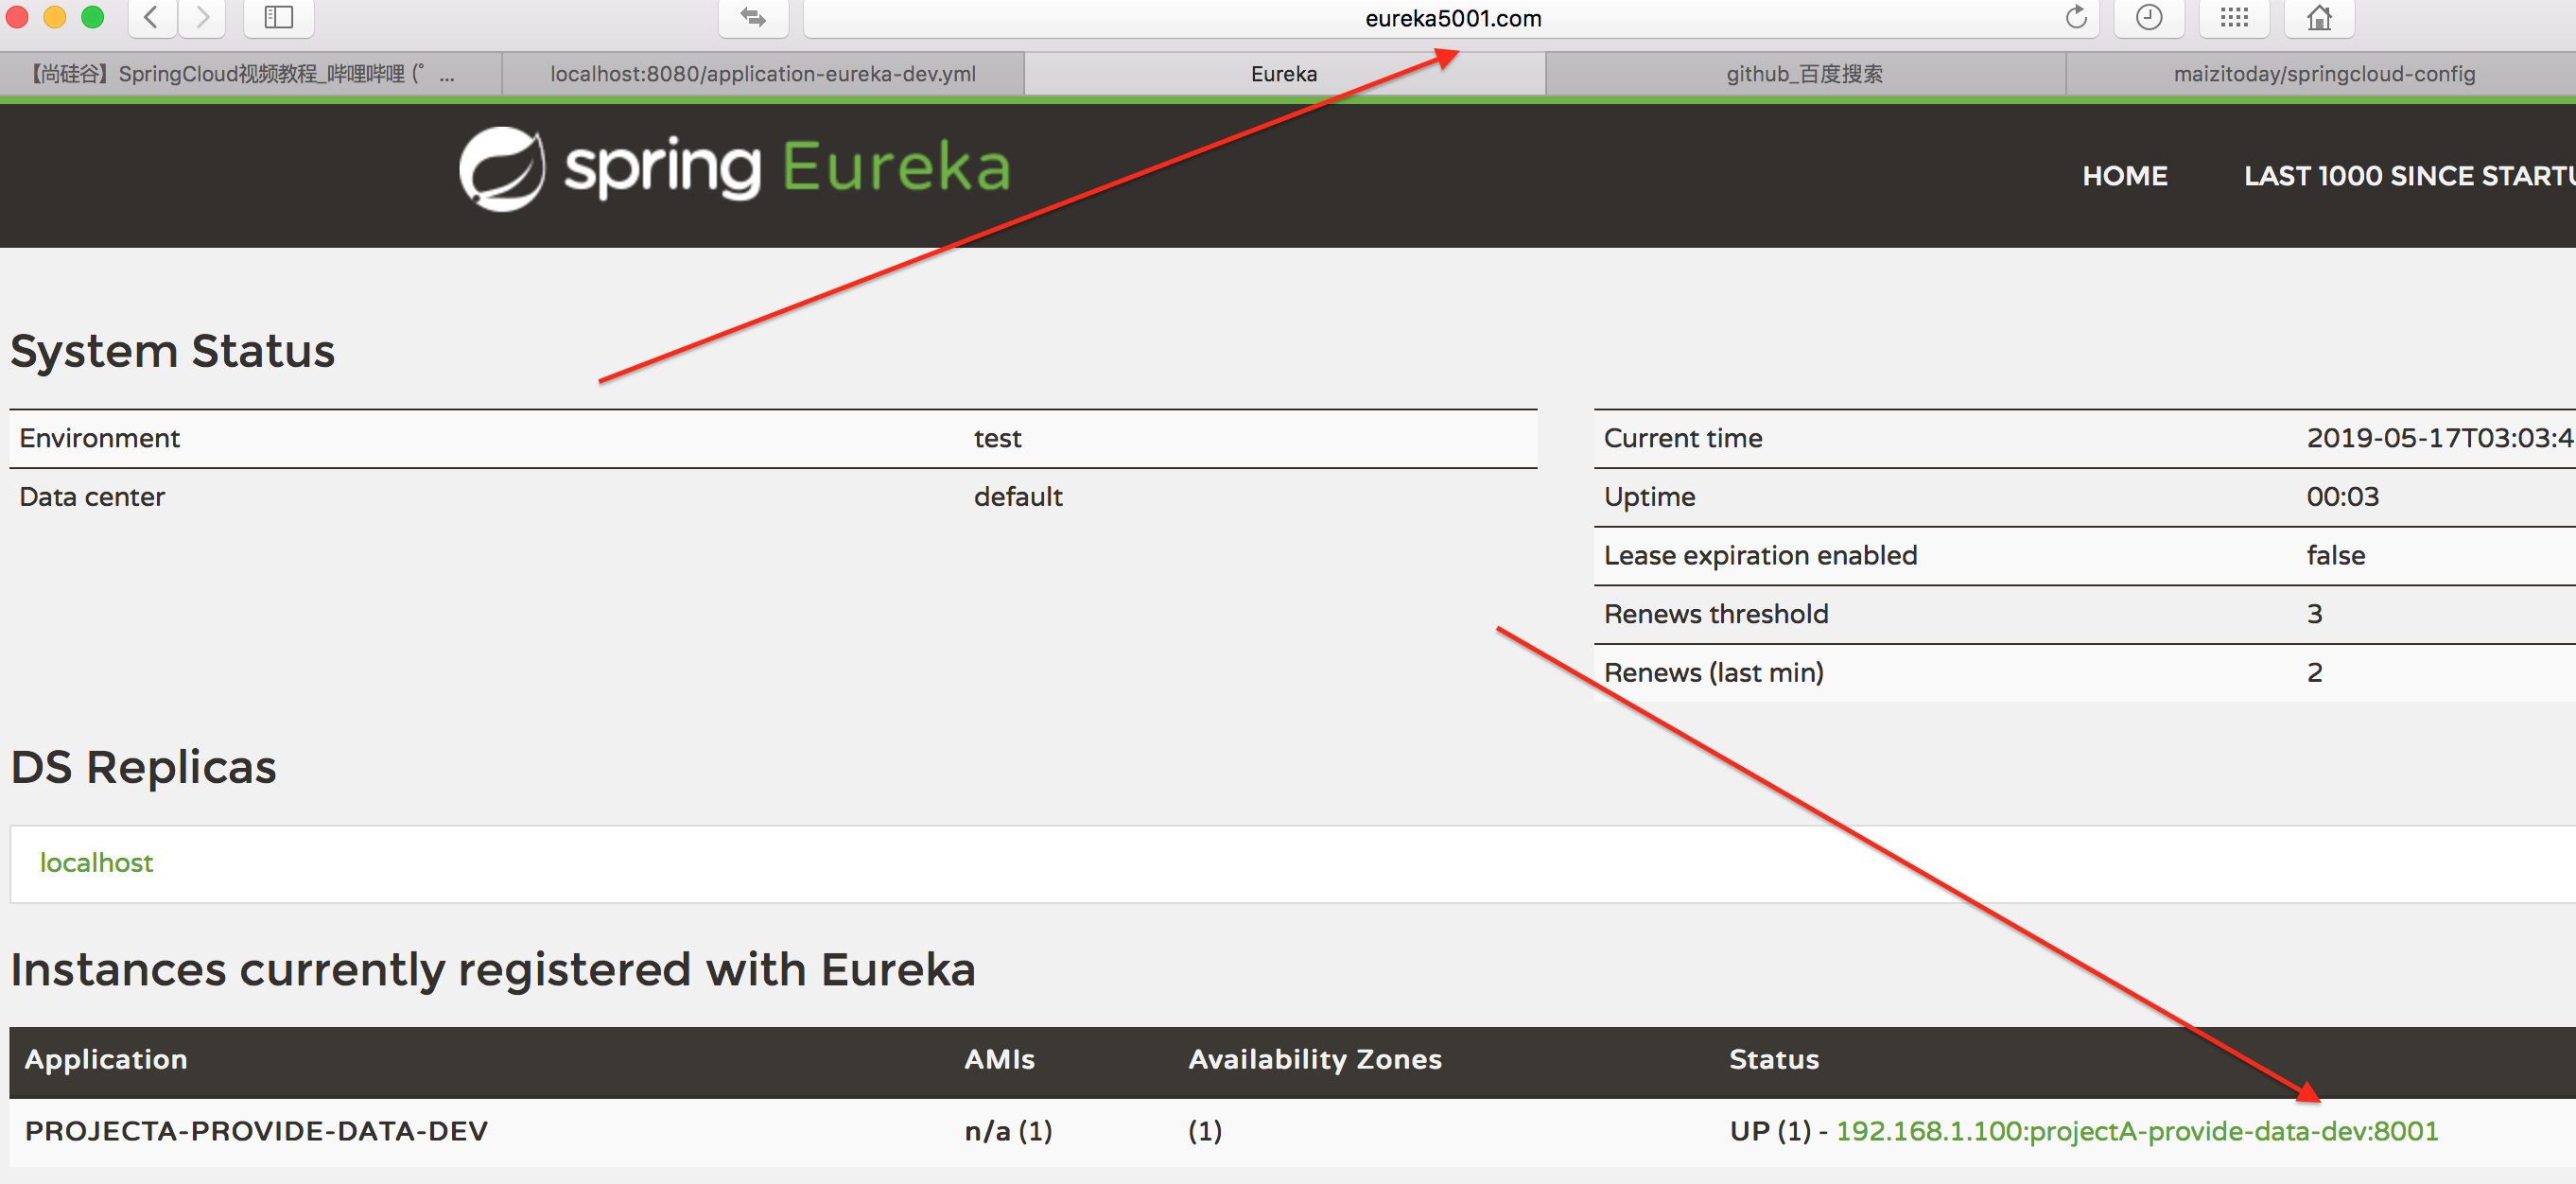 eureka5001.com
【尚硅谷】SpringCloud视频教程_哔哩哔哩 (゜ ...
localhost:8080/application-eureka-dev.yml
Eureka
github_百度搜索
maizitoday/springcloud-config
spring Eureka
HOME
LAST 1000 SINCE STARTU
System Status
Environment test
Data center default
Current time 2019-05-17T03:03:4
Uptime 00:03
Lease expiration enabled false
Renews threshold 3
Renews (last min) 2
DS Replicas
localhost
Instances currently registered with Eureka
Application AMIs Availability Zones Status
PROJECTA-PROVIDE-DATA-DEV n/a (1) (1) UP (1) - 192.168.1.100:projectA-provide-data-dev:8001